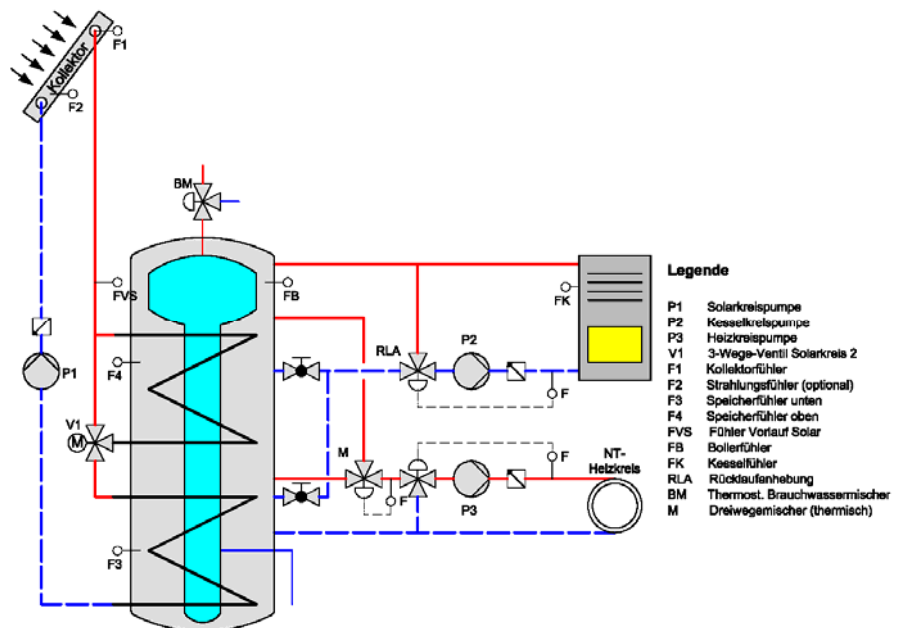 F1
Kollektor
F2
BM
FVS
FB
FK
Legende
P1 Solarkreispumpe
P2 Kesselkreispumpe
P3 Heizkreispumpe
V1 3-Wege-Ventil Solarkreis 2
F1 Kollektorfühler
F2 Strahlungsfühler (optional)
F3 Speicherfühler unten
F4 Speicherfühler oben
FVS Fühler Vorlauf Solar
FB Boilerfühler
FK Kesselfühler
RLA Rücklaufanhebung
BM Thermost. Brauchwassermischer
M Dreiwegemischer (thermisch)
P1
F4
RLA
P2
F
V1
M
M
F
F
P3
NT-
Heizkreis
F3